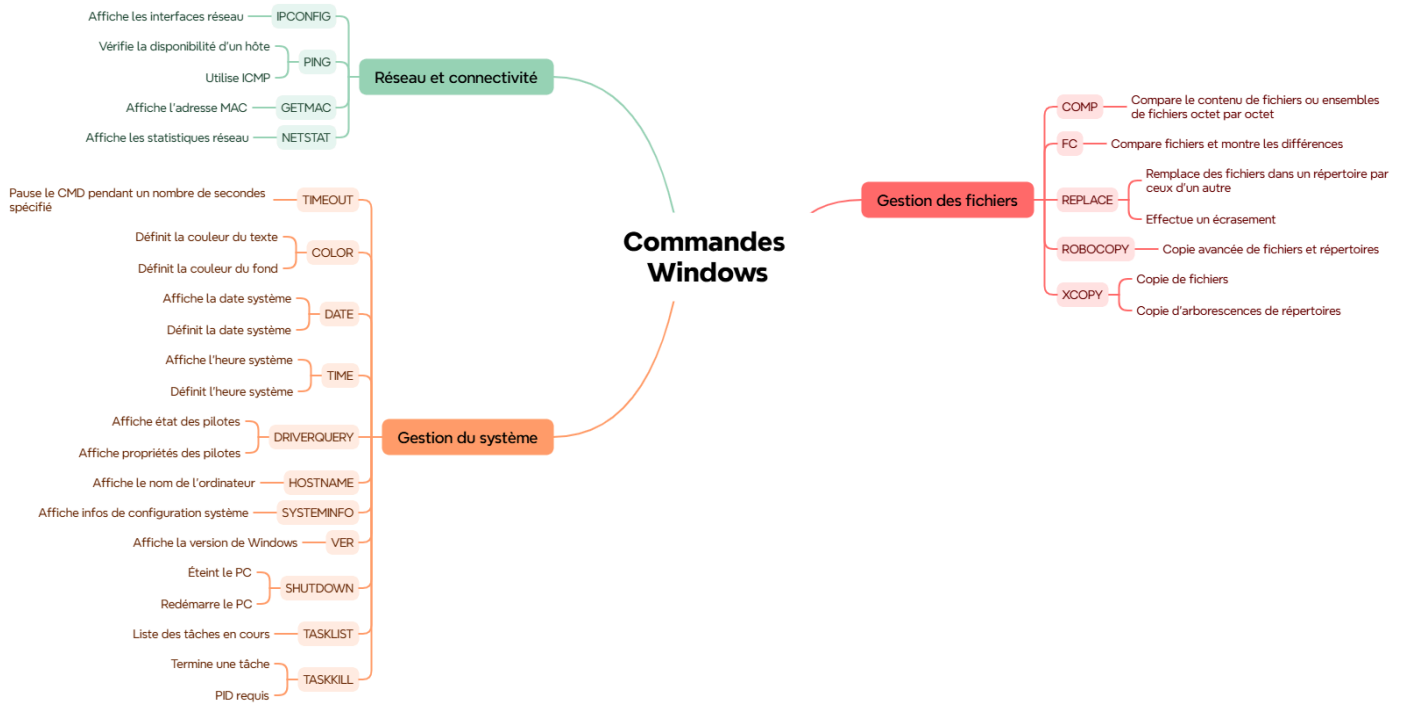 Commandes
Windows
Réseau et connectivité
IPCONFIG
Affiche les interfaces réseau
PING
Vérifie la disponibilité d'un hôte
Utilise ICMP
GETMAC
Affiche l'adresse MAC
NETSTAT
Affiche les statistiques réseau
Gestion du système
TIMEOUT
Pause le CMD pendant un nombre de secondes
spécifié
COLOR
Définit la couleur du texte
Définit la couleur du fond
DATE
Affiche la date système
Définit la date système
TIME
Affiche l'heure système
Définit l'heure système
DRIVERQUERY
Affiche état des pilotes
Affiche propriétés des pilotes
HOSTNAME
Affiche le nom de l'ordinateur
SYSTEMINFO
Affiche infos de configuration système
VER
Affiche la version de Windows
SHUTDOWN
Éteint le PC
Redémarre le PC
TASKLIST
Liste des tâches en cours
TASKKILL
Termine une tâche
PID requis
Gestion des fichiers
COMP
Compare le contenu de fichiers ou ensembles
de fichiers octet par octet
FC
Compare fichiers et montre les différences
REPLACE
Remplace des fichiers dans un répertoire par
ceux d'un autre
Effectue un écrasement
ROBOCOPY
Copie avancée de fichiers et répertoires
XCOPY
Copie de fichiers
Copie d'arborescences de répertoires